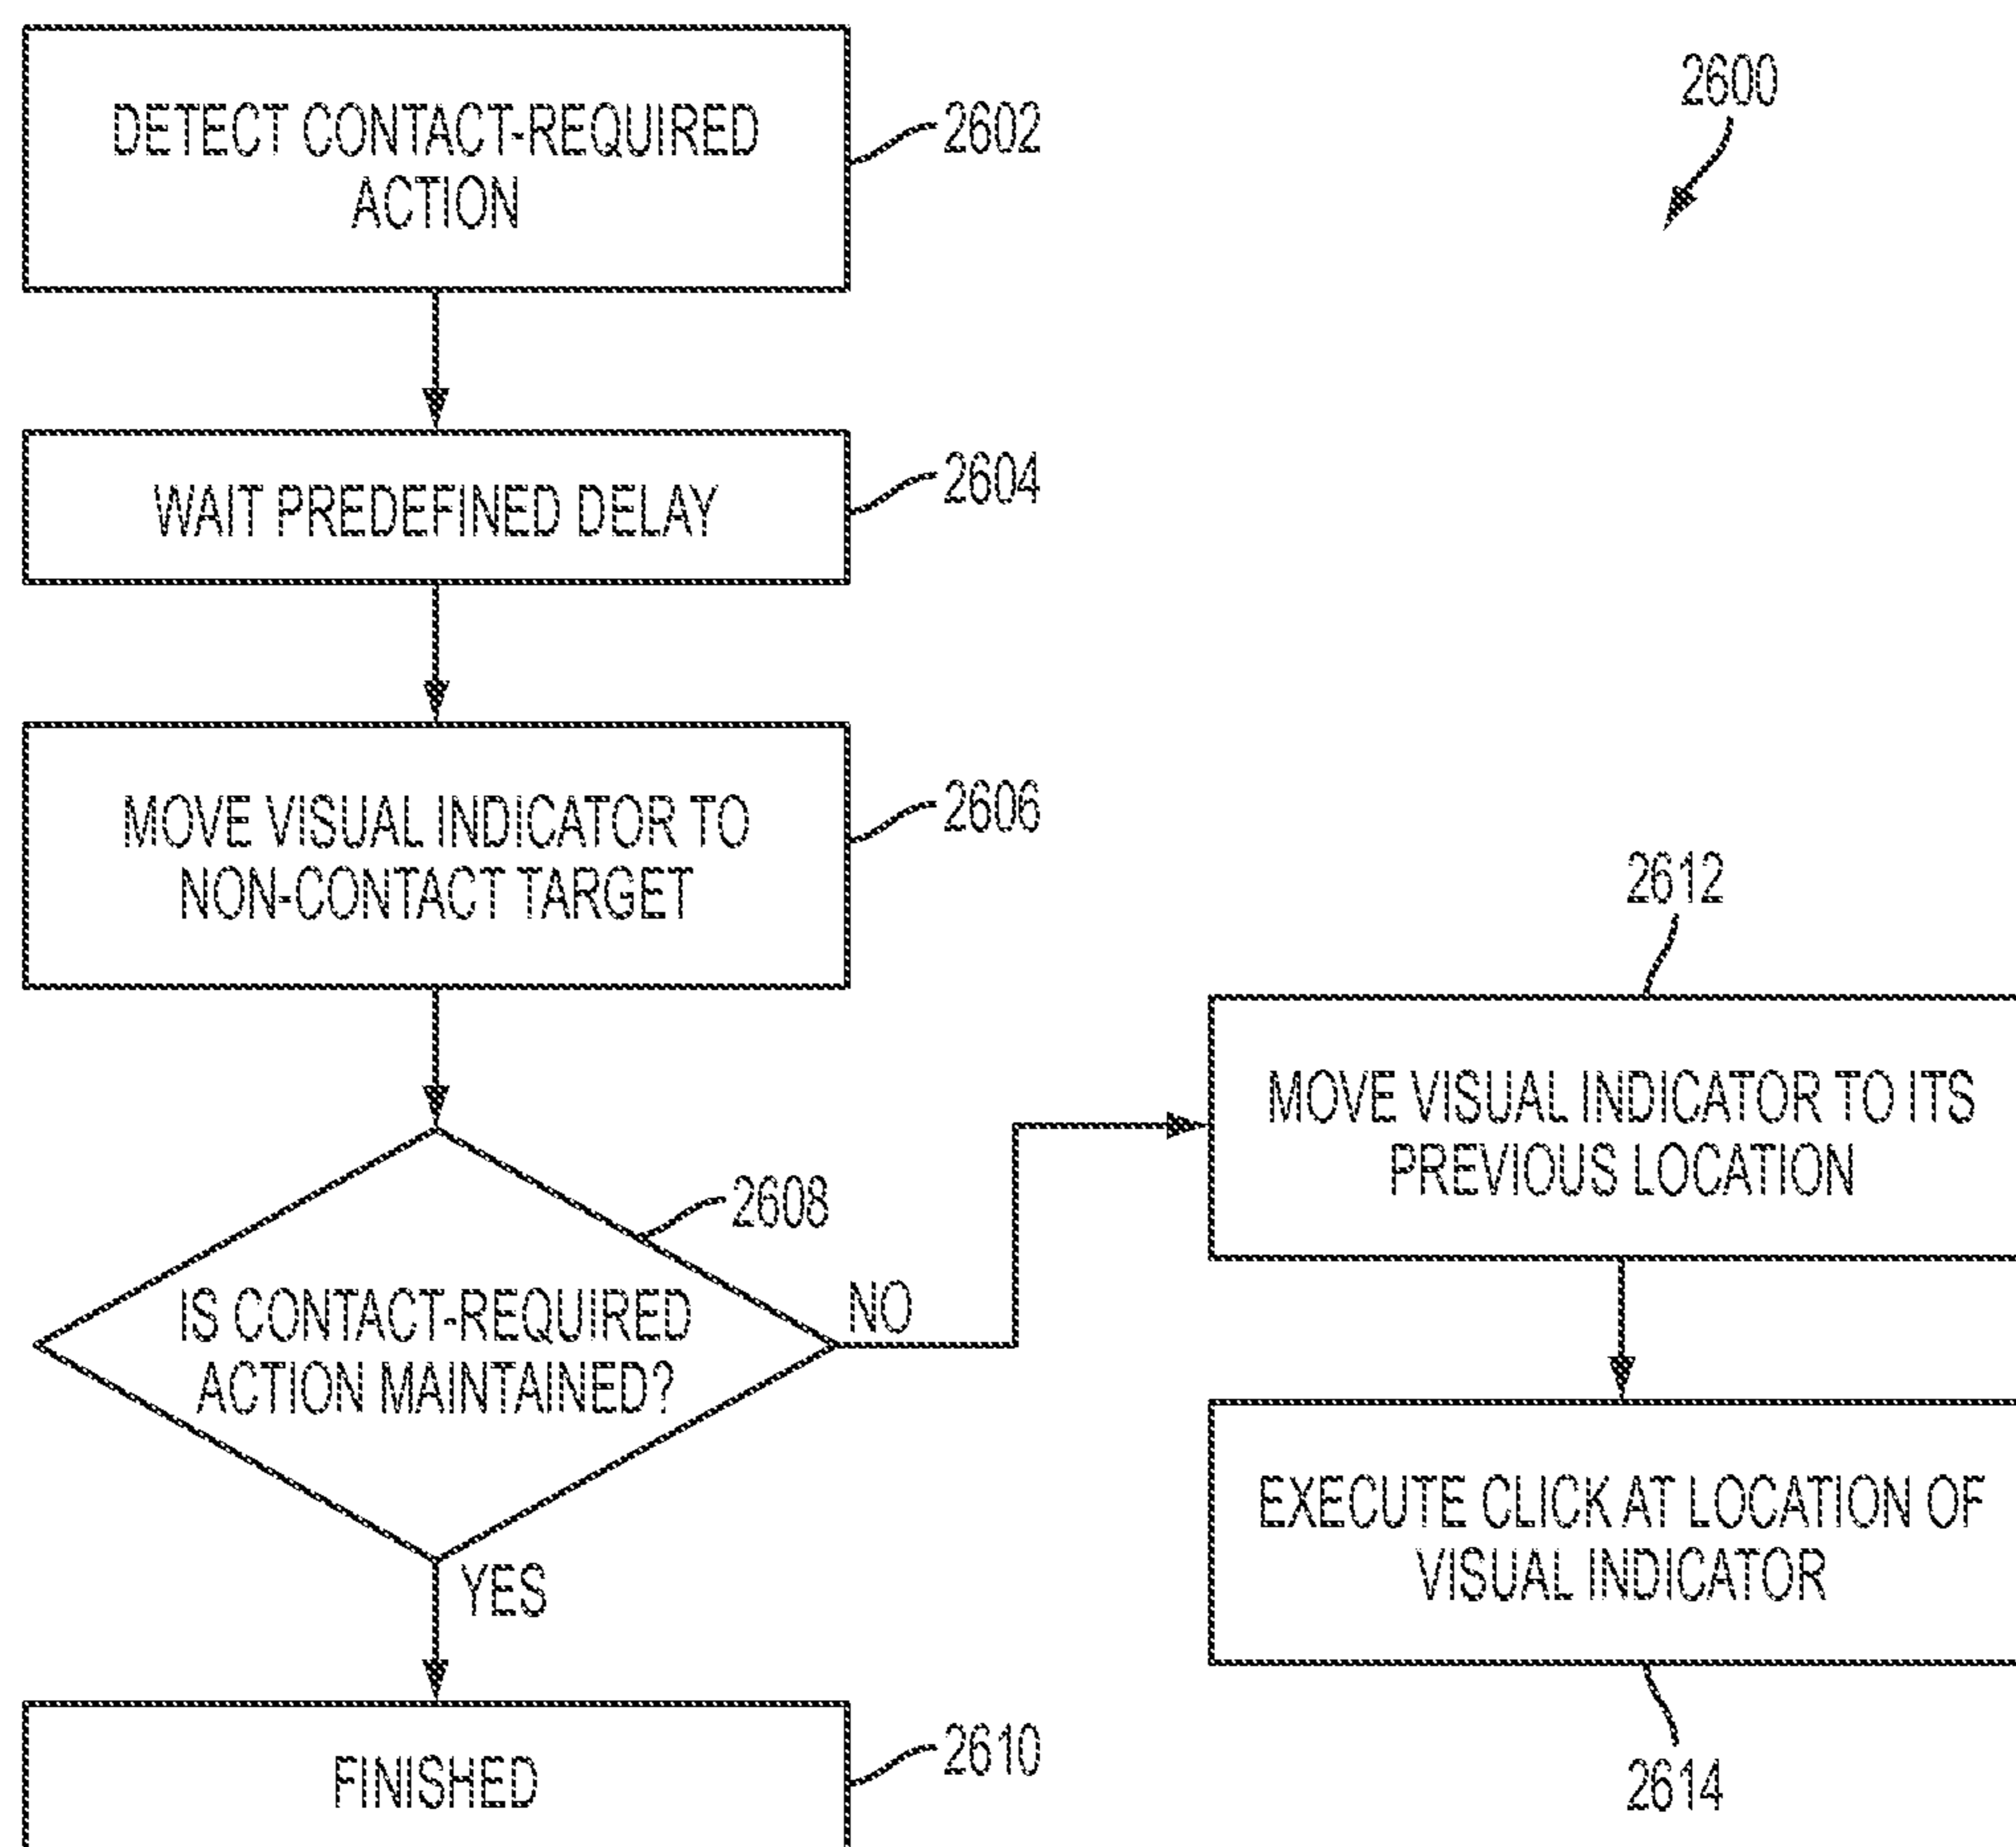 2600
DETECT CONTACT-REQUIRED
ACTION
2602
WAIT PREDEFINED DELAY
2604
MOVE VISUAL INDICATOR TO
NON-CONTACT TARGET
2606
2608
IS CONTACT-REQUIRED
ACTION MAINTAINED?
NO
YES
FINISHED
2610
2612
MOVE VISUAL INDICATOR TO ITS
PREVIOUS LOCATION
EXECUTE CLICK AT LOCATION OF
VISUAL INDICATOR
2614